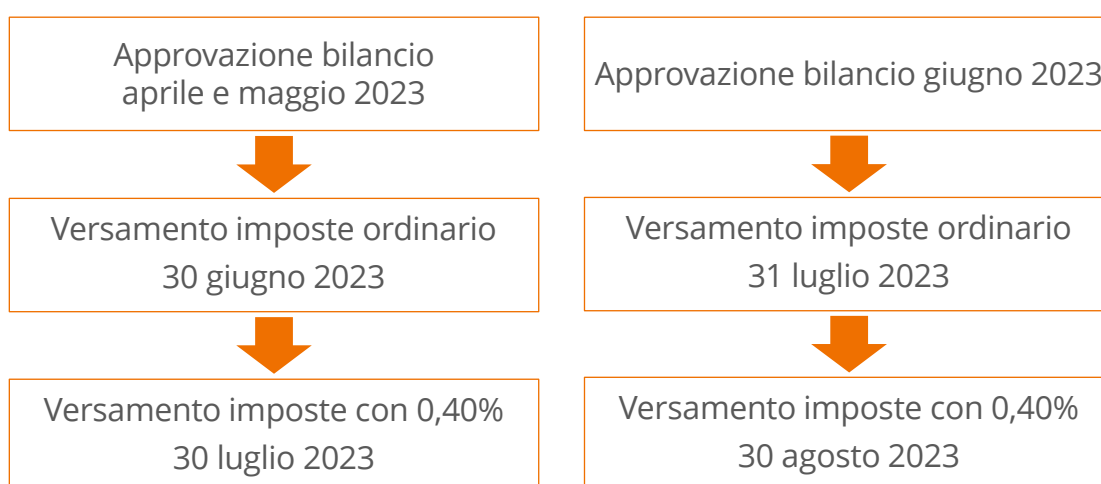 Approvazione bilancio
aprile e maggio 2023
Versamento imposte ordinario
30 giugno 2023
Versamento imposte con 0,40%
30 luglio 2023
Approvazione bilancio giugno 2023
Versamento imposte ordinario
31 luglio 2023
Versamento imposte con 0,40%
30 agosto 2023